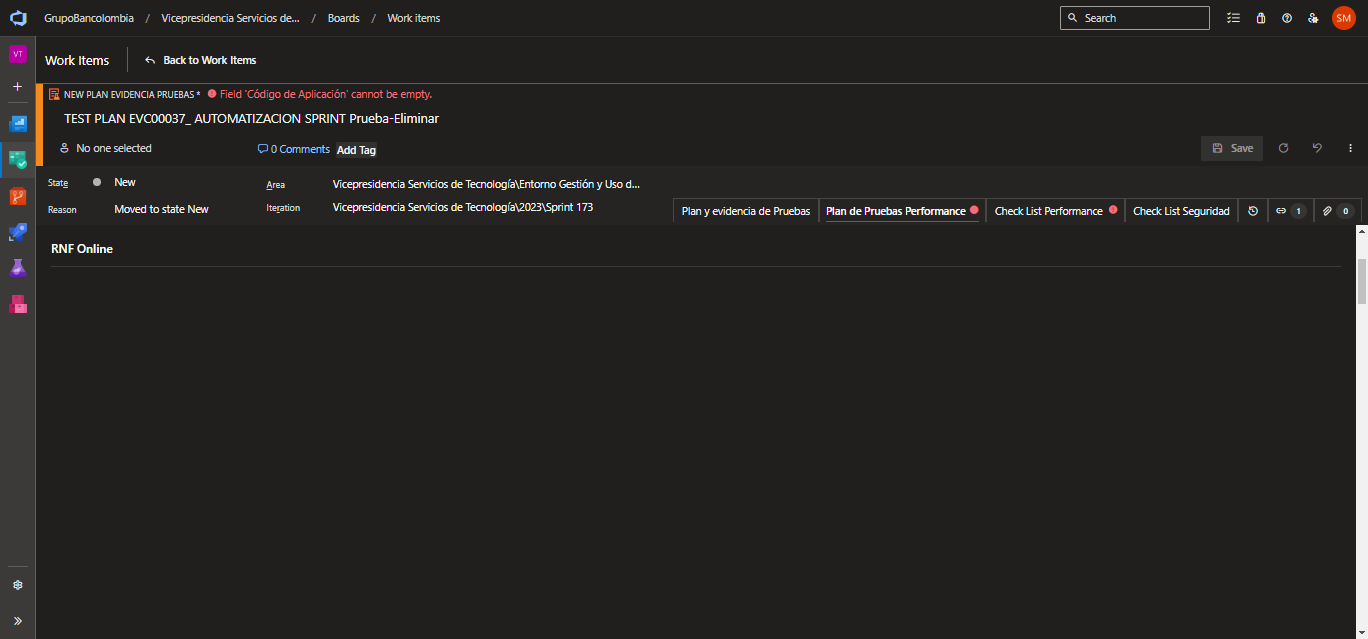 GrupoBancolombia / Vicepresidencia Servicios de... / Boards / Work items
Search
SM
VT
Work Items
Back to Work Items
NEW PLAN EVIDENCIA PRUEBAS *
Field 'Código de Aplicación' cannot be empty.
TEST PLAN EVC00037_ AUTOMATIZACION SPRINT Prueba-Eliminar
No one selected
0 Comments
Add Tag
Save
State
New
Area
Vicepresidencia Servicios de Tecnología\Entorno Gestión y Uso d...
Reason
Moved to state New
Iteration
Vicepresidencia Servicios de Tecnología\2023\Sprint 173
Plan y evidencia de Pruebas
Plan de Pruebas Performance
Check List Performance
Check List Seguridad
1
0
RNF Online